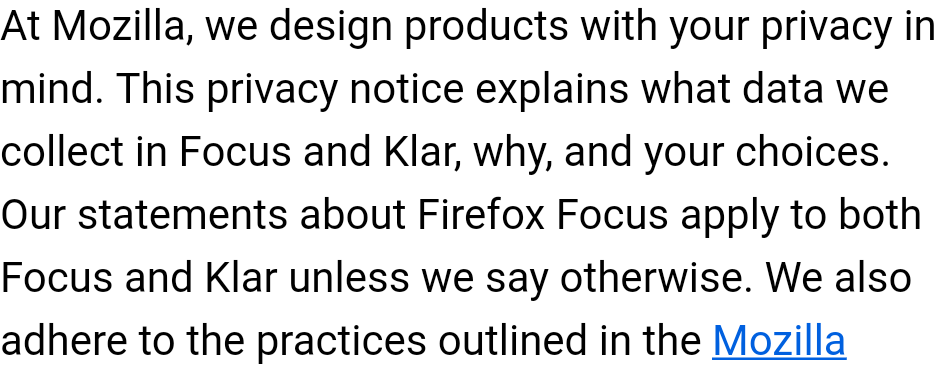 At Mozilla, we design products with your privacy in
mind. This privacy notice explains what data we
collect in Focus and Klar, why, and your choices.
Our statements about Firefox Focus apply to both
Focus and Klar unless we say otherwise. We also
adhere to the practices outlined in the Mozilla